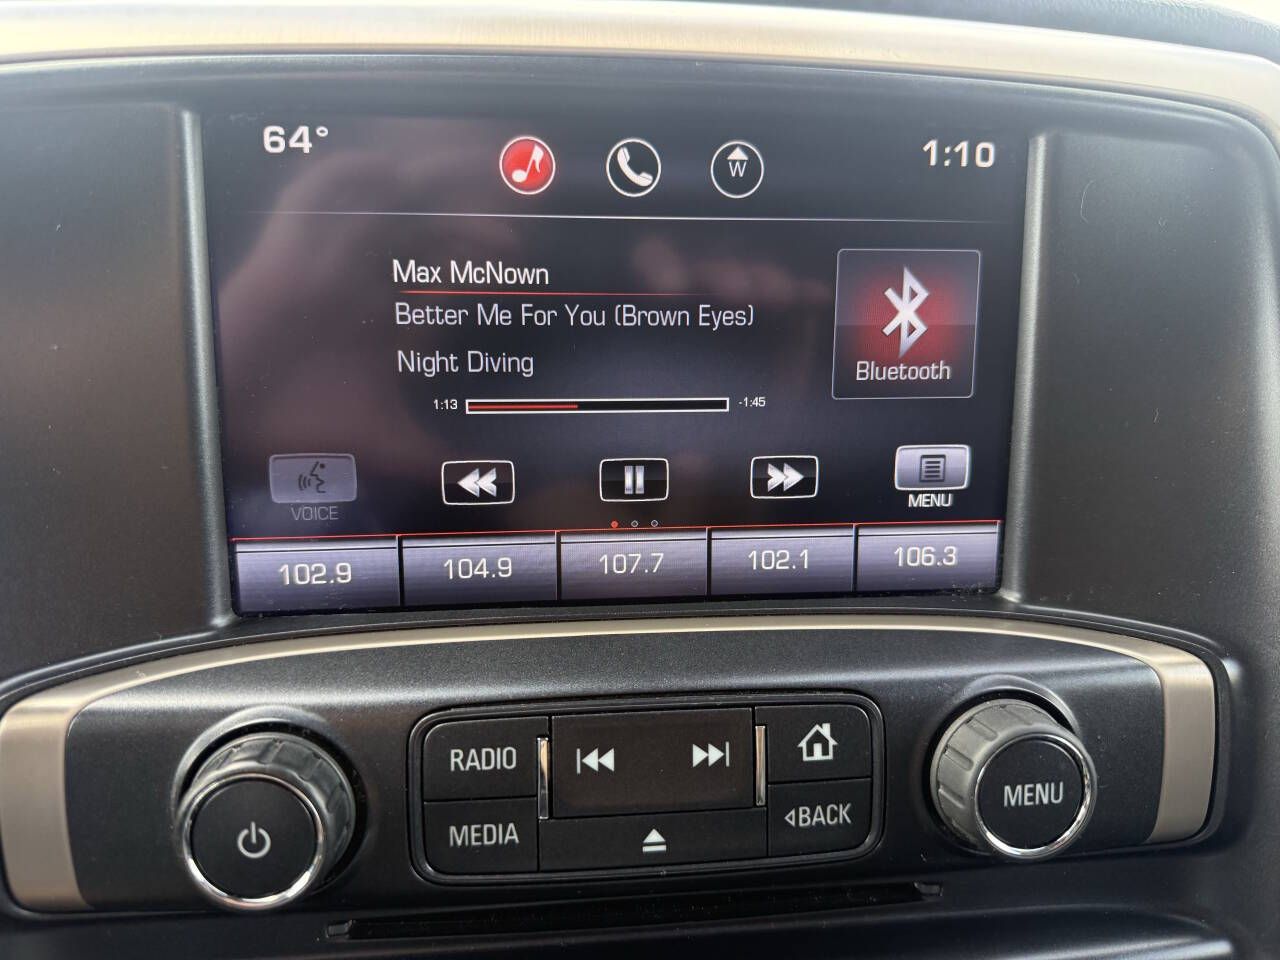 64°
W
1:10
Max McNown
Better Me For You (Brown Eyes)
Night Diving
Bluetooth
1:13
-1:45
VOICE
MENU
102.9
104.9
107.7
102.1
106.3
RADIO
MEDIA
BACK
MENU